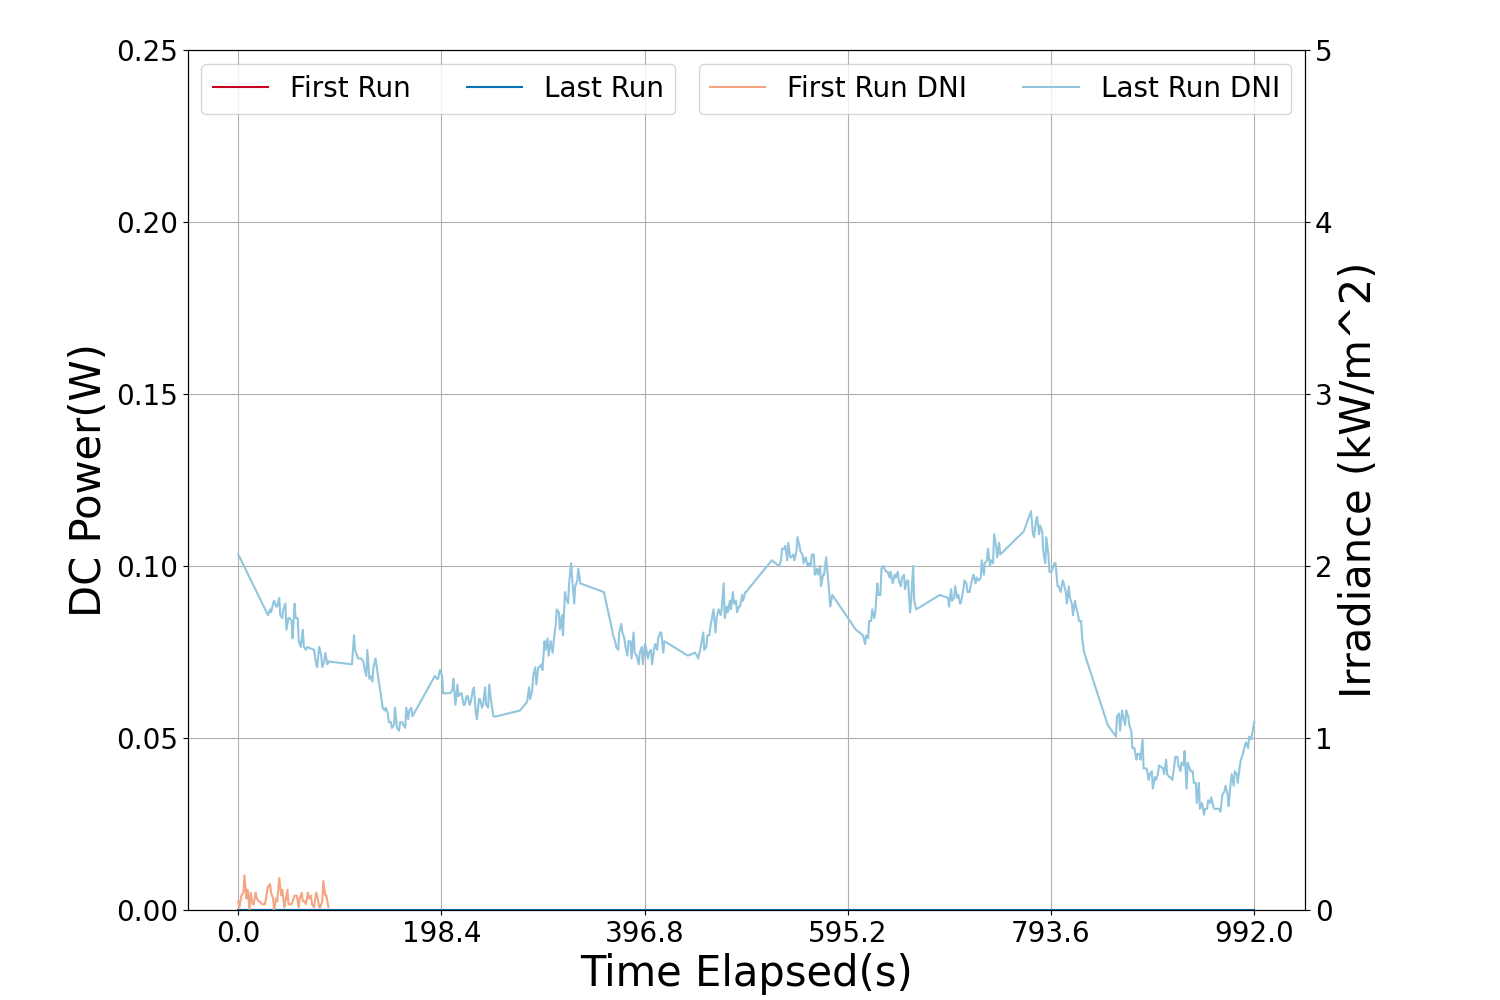 First Run Last Run First Run DNI Last Run DNI
0.25 5
0.20 4
0.15 3
0.10 2
0.05 1
0.00 0
DC Power(W)
Irradiance (kW/m^2)
0.0 198.4 396.8 595.2 793.6 992.0
Time Elapsed(s)